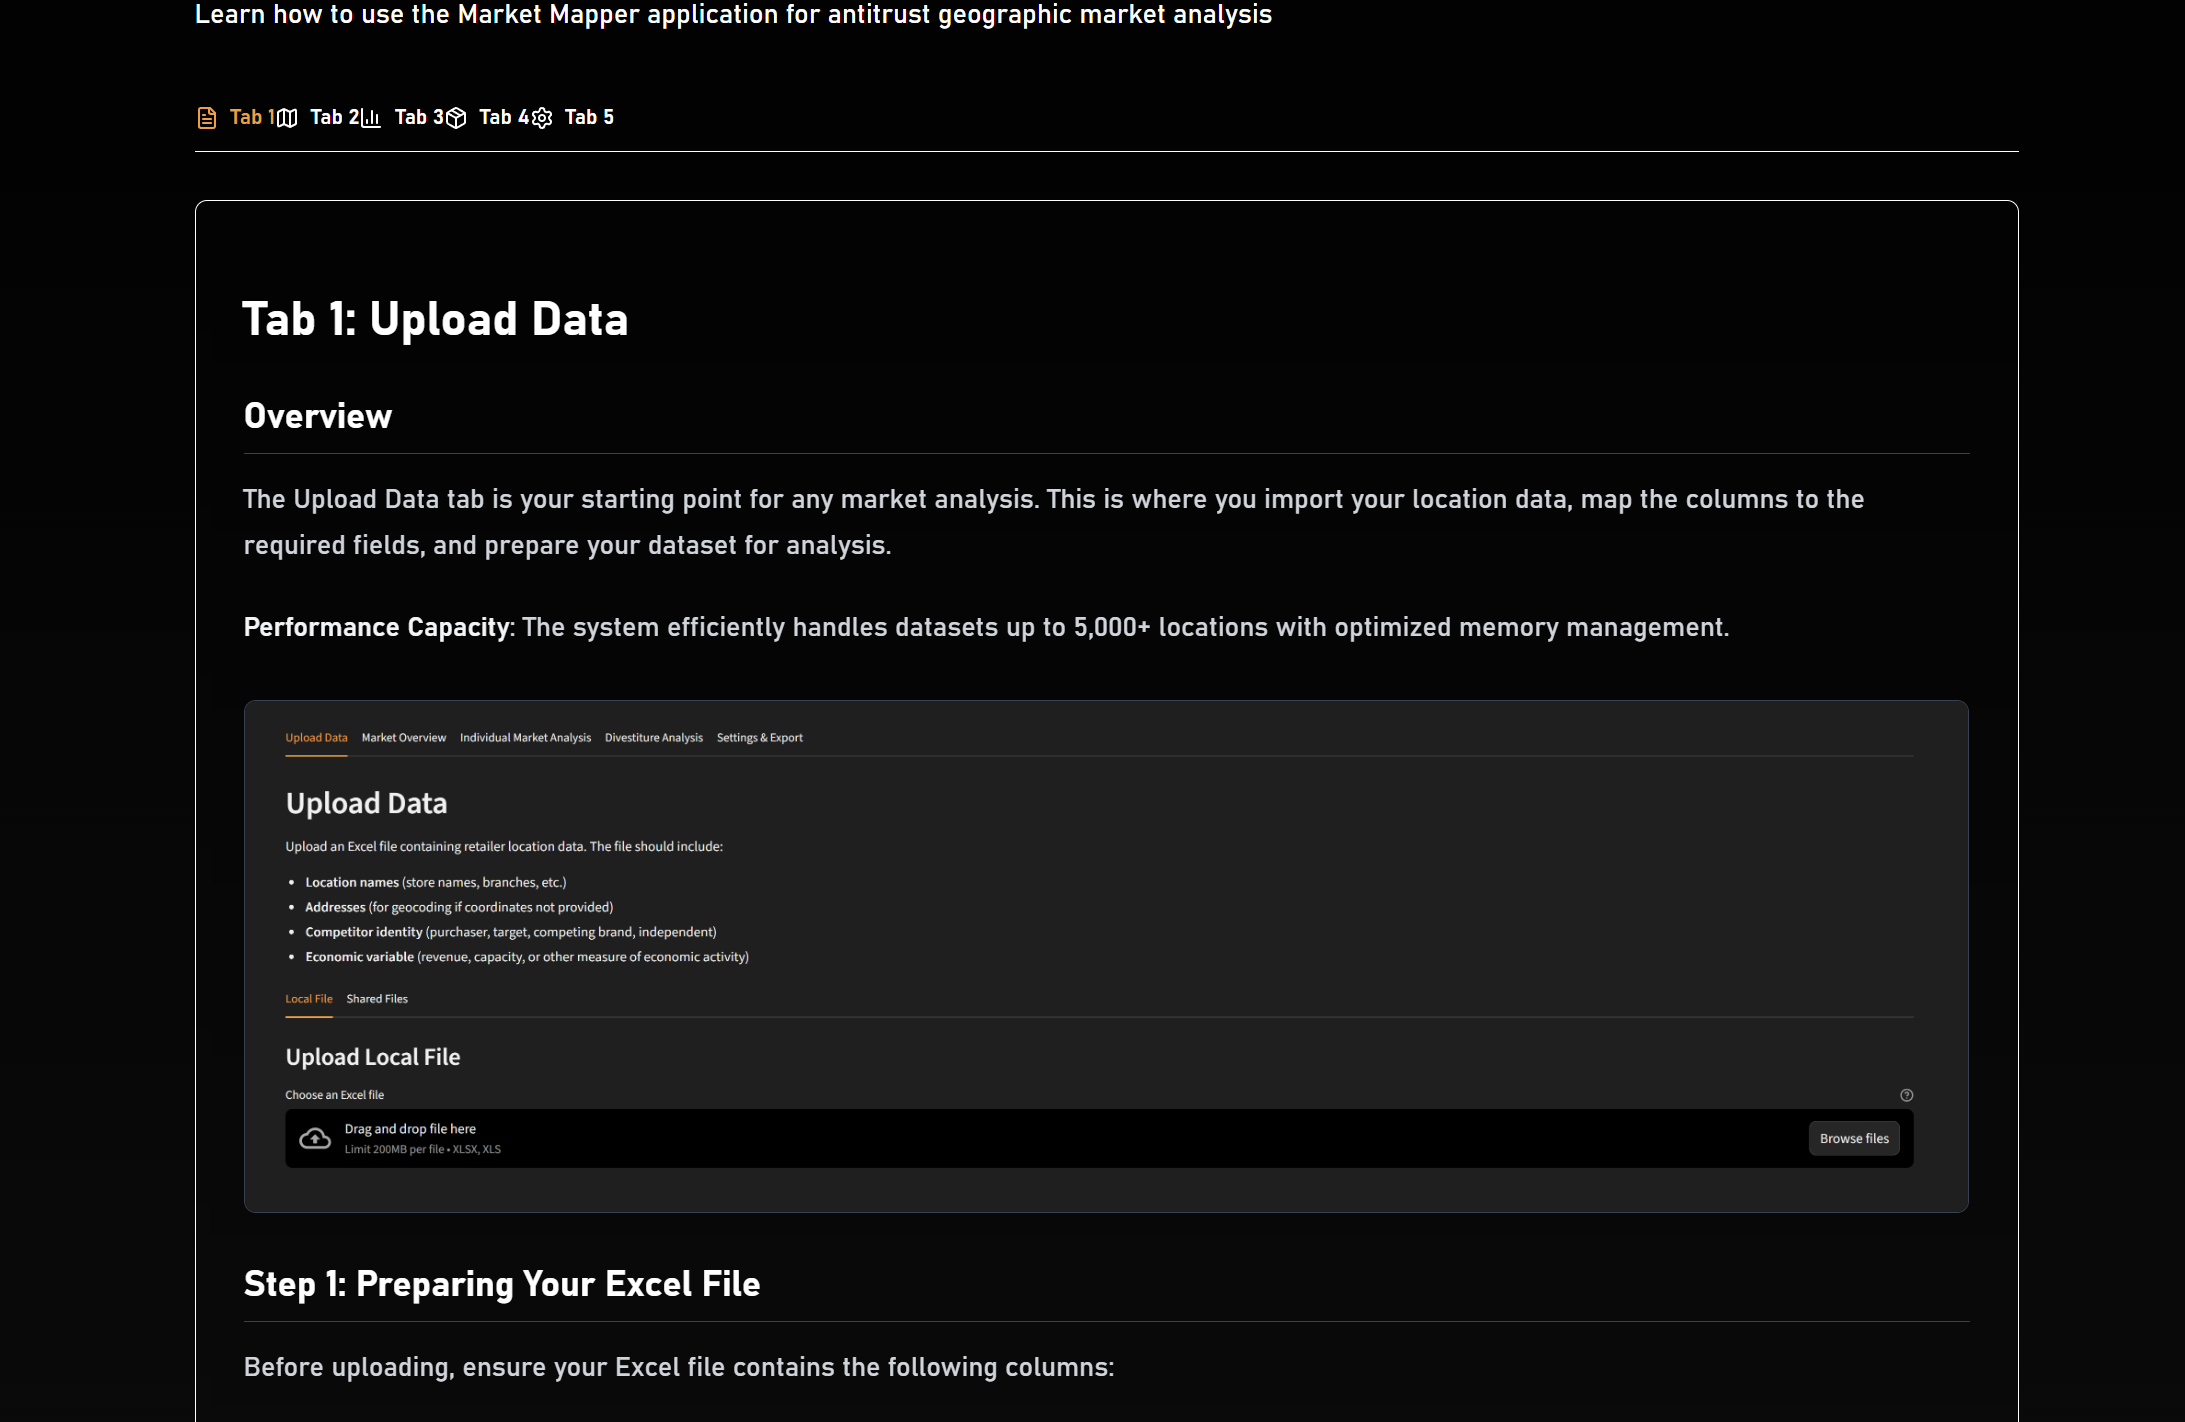 Learn how to use the Market Mapper application for antitrust geographic market analysis
Tab 1 Tab 2 Tab 3 Tab 4 Tab 5
Tab 1: Upload Data
Overview
The Upload Data tab is your starting point for any market analysis. This is where you import your location data, map the columns to the
required fields, and prepare your dataset for analysis.
Performance Capacity: The system efficiently handles datasets up to 5,000+ locations with optimized memory management.
Upload Data Market Overview Individual Market Analysis Divestiture Analysis Settings & Export
Upload Data
Upload an Excel file containing retailer location data. The file should include:
• Location names (store names, branches, etc.)
• Addresses (for geocoding if coordinates not provided)
• Competitor identity (purchaser, target, competing brand, independent)
• Economic variable (revenue, capacity, or other measure of economic activity)
Local File Shared Files
Upload Local File
Choose an Excel file
Drag and drop file here
Browse files
Limit 200MB per file • XLSX, XLS
Step 1: Preparing Your Excel File
Before uploading, ensure your Excel file contains the following columns: